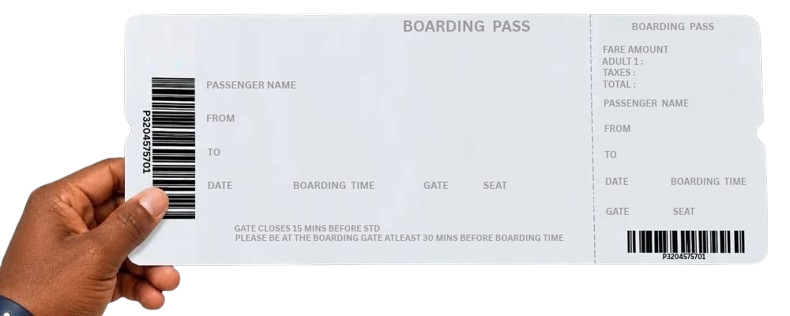 BOARDING PASS
P3204575701
PASSENGER NAME
FROM
TO
DATE BOARDING TIME GATE SEAT
GATE CLOSES 15 MINS BEFORE STD
PLEASE BE AT THE BOARDING GATE ATLEAST 30 MINS BEFORE BOARDING TIME
BOARDING PASS
FARE AMOUNT
ADULT 1 :
TAXES :
TOTAL :
PASSENGER NAME
FROM
TO
DATE BOARDING TIME
GATE SEAT
P3204575701